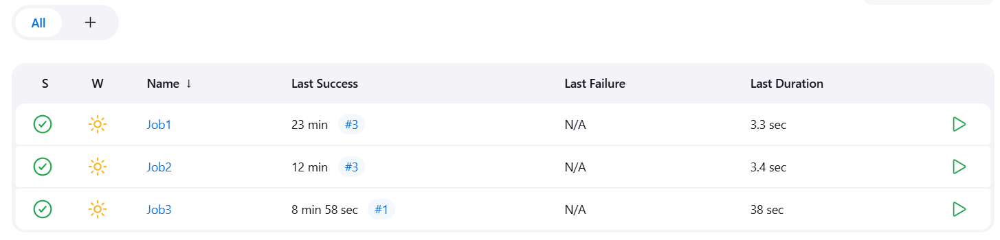 All +
S W Name ↓ Last Success Last Failure Last Duration
Job1 23 min #3 N/A 3.3 sec
Job2 12 min #3 N/A 3.4 sec
Job3 8 min 58 sec #1 N/A 38 sec